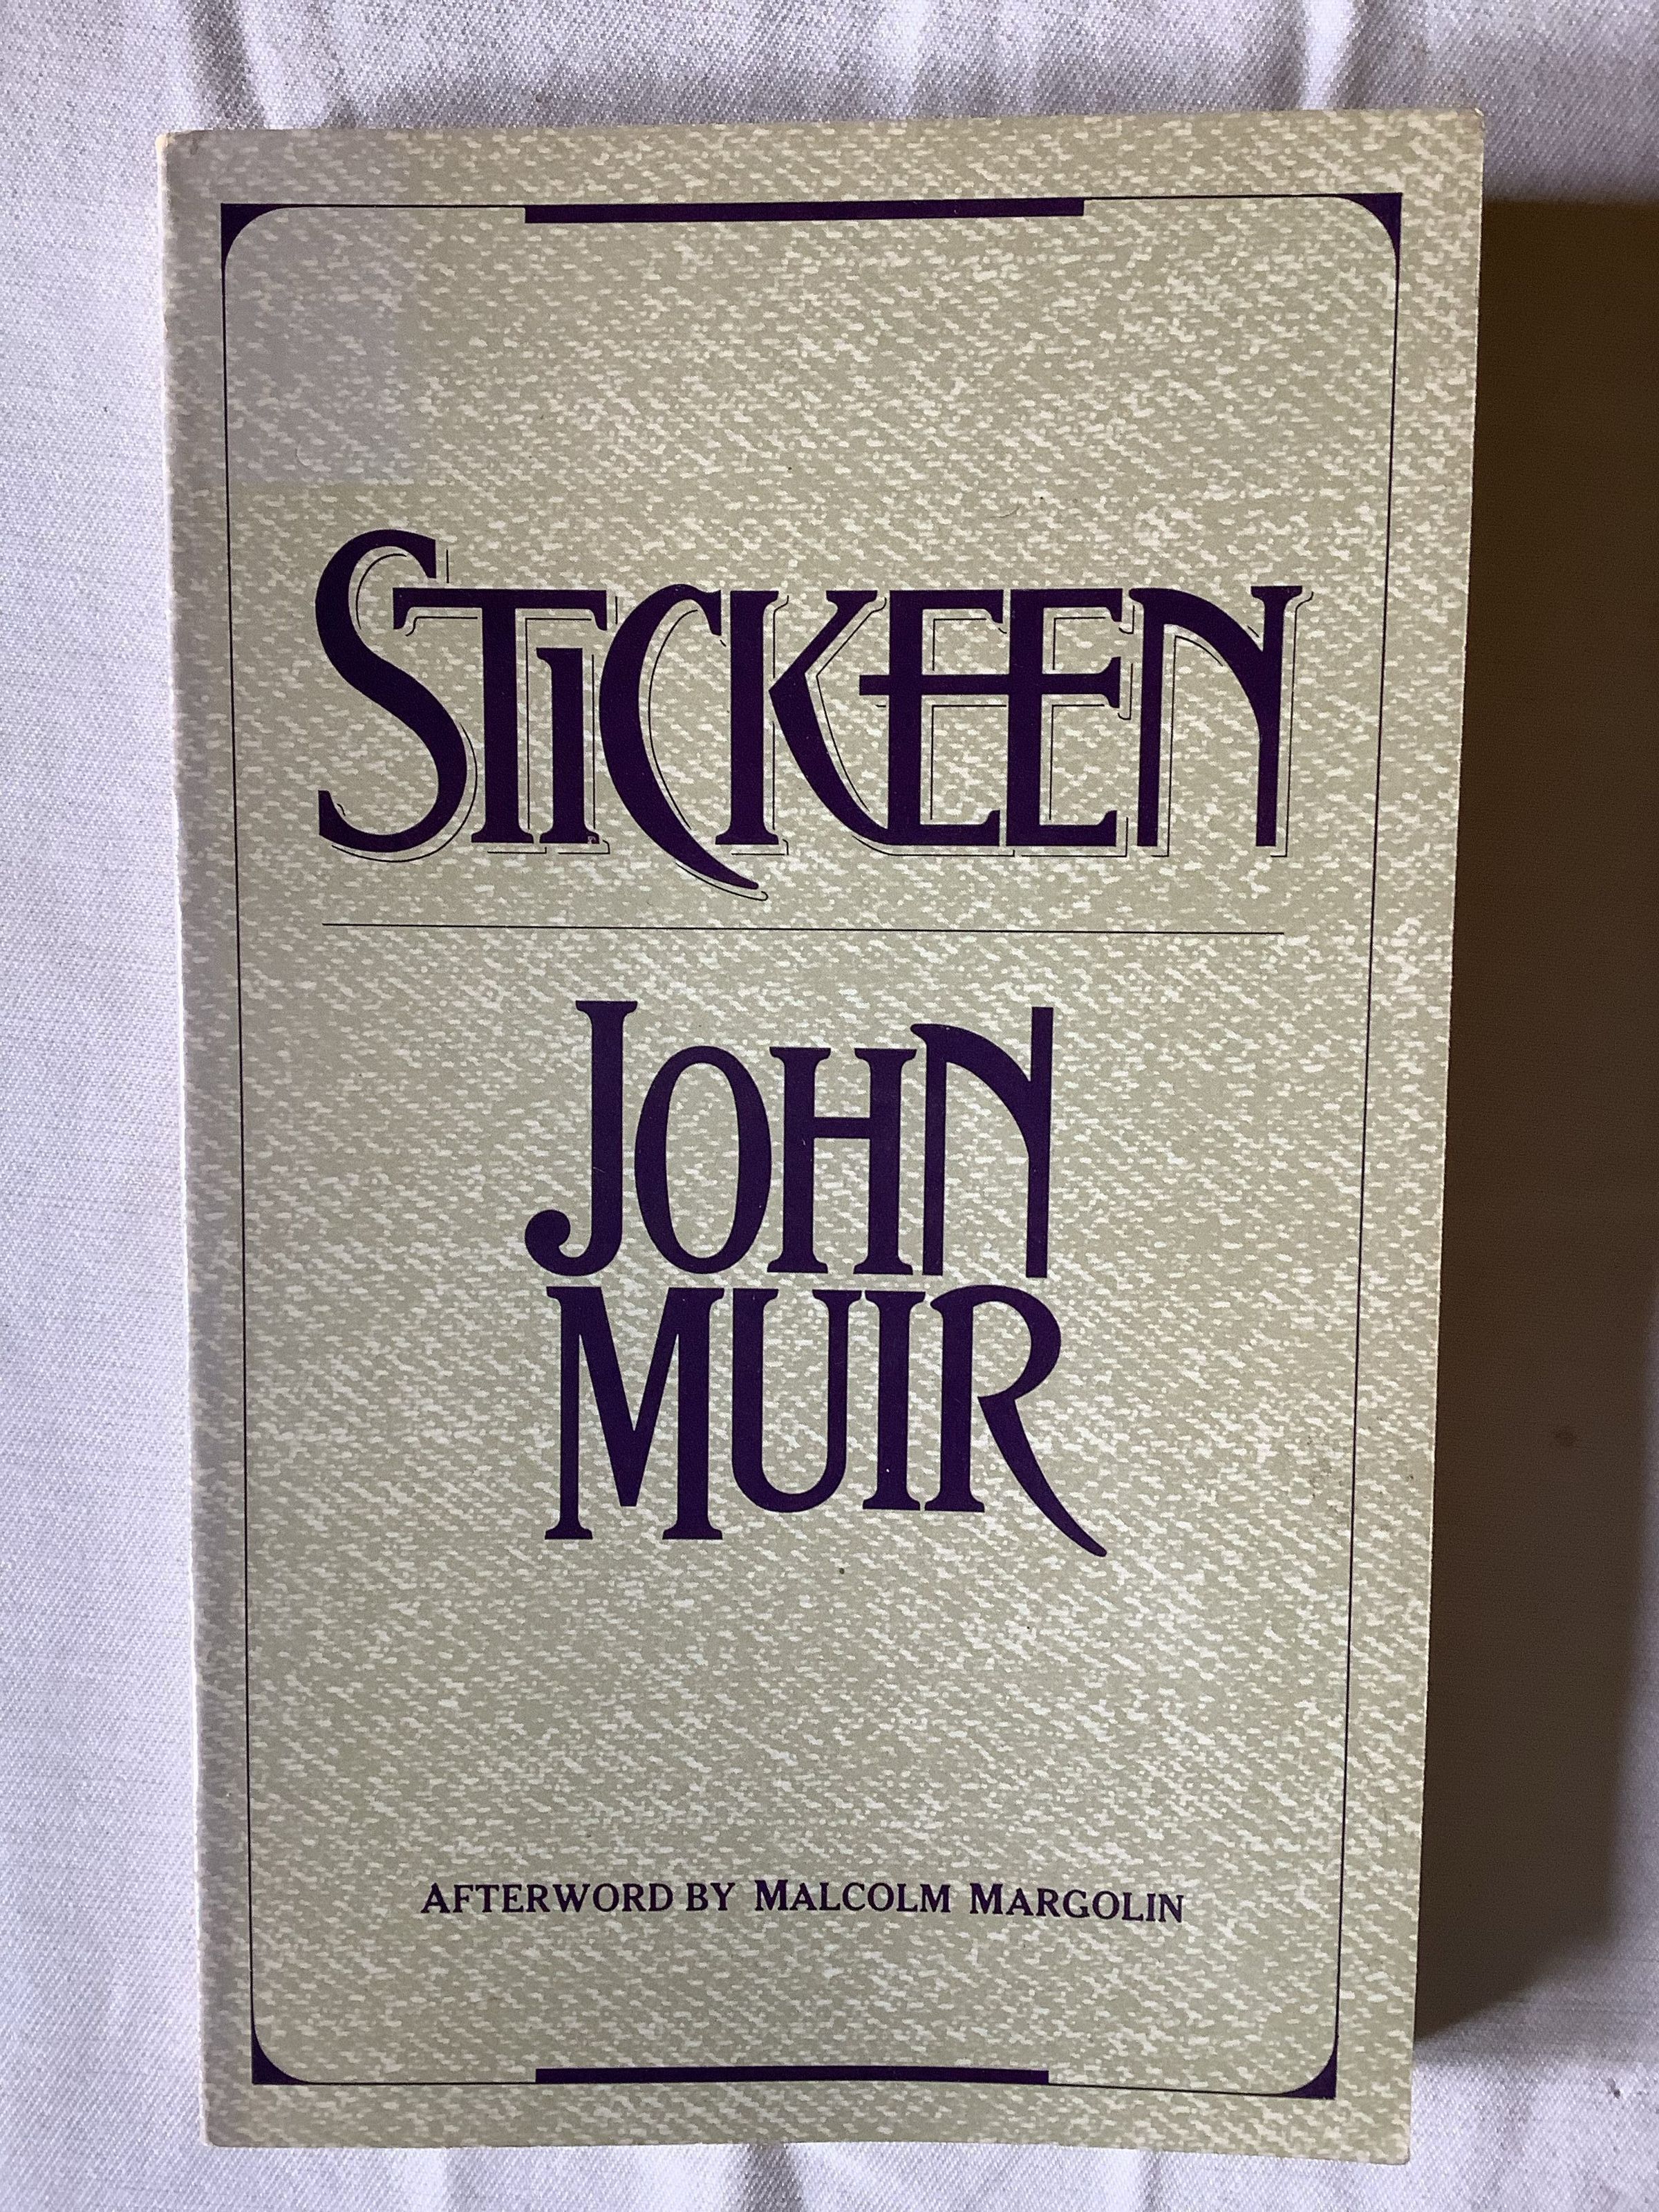 STICKEEN
JOHN
MUIR
AFTERWORD BY MALCOLM MARGOLIN